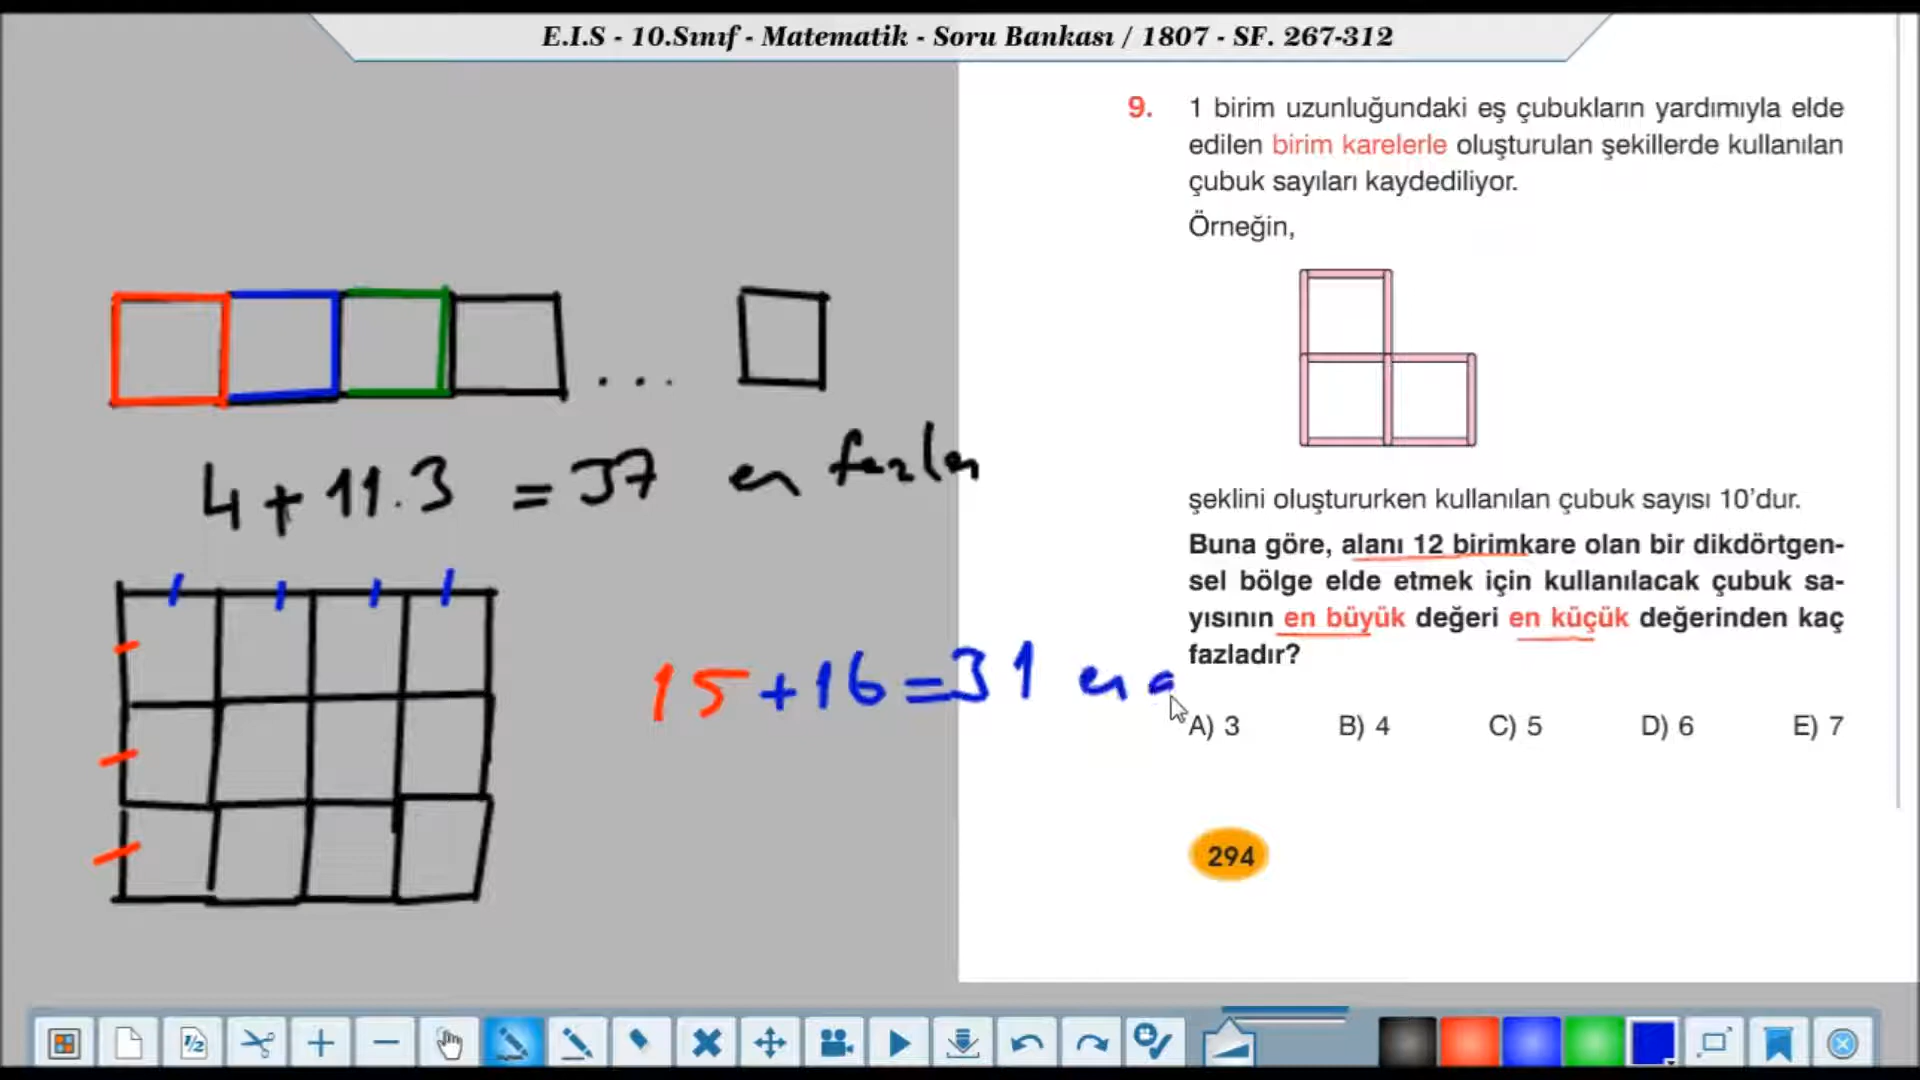 E.I.S - 10.Sınıf - Matematik - Soru Bankası / 1807 - SF. 267-312
9. 1 birim uzunluğundaki eş çubukların yardımıyla elde
edilen birim karelerle oluşturulan şekillerde kullanılan
çubuk sayıları kaydediliyor.
Örneğin,
şeklini oluştururken kullanılan çubuk sayısı 10'dur.
Buna göre, alanı 12 birimkare olan bir dikdörtgen-
sel bölge elde etmek için kullanılacak çubuk sa-
yısının en büyük değeri en küçük değerinden kaç
fazladır?
A) 3 B) 4 C) 5 D) 6 E) 7
294
...
4 + 11.3 = 37 en fazla
15 + 16 = 31 en a
1/2